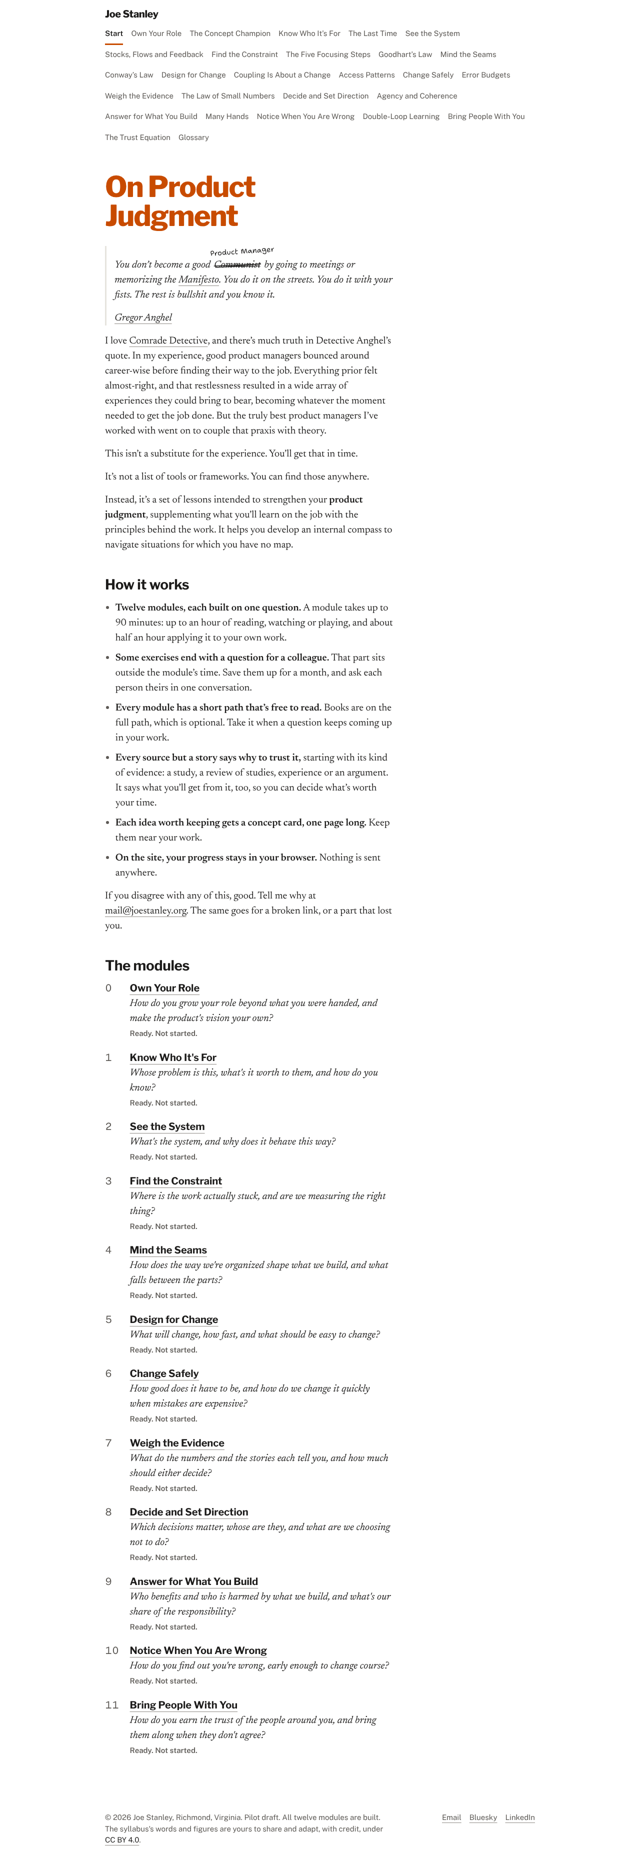 Joe Stanley
Start Own Your Role The Concept Champion Know Who It's For The Last Time See the System
Stocks, Flows and Feedback Find the Constraint The Five Focusing Steps Goodhart's Law Mind the Seams
Conway's Law Design for Change Coupling Is About a Change Access Patterns Change Safely Error Budgets
Weigh the Evidence The Law of Small Numbers Decide and Set Direction Agency and Coherence
Answer for What You Build Many Hands Notice When You Are Wrong Double-Loop Learning Bring People With You
The Trust Equation Glossary
On Product
Judgment
Product Manager
You don't become a good Communist by going to meetings or
memorizing the Manifesto. You do it on the streets. You do it with your
fists. The rest is bullshit and you know it.
Gregor Anghel
I love Comrade Detective, and there's much truth in Detective Anghel's
quote. In my experience, good product managers bounced around
career-wise before finding their way to the job. Everything prior felt
almost-right, and that restlessness resulted in a wide array of
experiences they could bring to bear, becoming whatever the moment
needed to get the job done. But the truly best product managers I've
worked with went on to couple that praxis with theory.
This isn't a substitute for the experience. You'll get that in time.
It's not a list of tools or frameworks. You can find those anywhere.
Instead, it's a set of lessons intended to strengthen your product
judgment, supplementing what you'll learn on the job with the
principles behind the work. It helps you develop an internal compass to
navigate situations for which you have no map.
How it works
• Twelve modules, each built on one question. A module takes up to
90 minutes: up to an hour of reading, watching or playing, and about
half an hour applying it to your own work.
• Some exercises end with a question for a colleague. That part sits
outside the module's time. Save them up for a month, and ask each
person theirs in one conversation.
• Every module has a short path that's free to read. Books are on the
full path, which is optional. Take it when a question keeps coming up
in your work.
• Every source but a story says why to trust it, starting with its kind
of evidence: a study, a review of studies, experience or an argument.
It says what you'll get from it, too, so you can decide what's worth
your time.
• Each idea worth keeping gets a concept card, one page long. Keep
them near your work.
• On the site, your progress stays in your browser. Nothing is sent
anywhere.
If you disagree with any of this, good. Tell me why at
mail@joestanley.org. The same goes for a broken link, or a part that lost
you.
The modules
0 Own Your Role
How do you grow your role beyond what you were handed, and
make the product's vision your own?
Ready. Not started.
1 Know Who It's For
Whose problem is this, what's it worth to them, and how do you
know?
Ready. Not started.
2 See the System
What's the system, and why does it behave this way?
Ready. Not started.
3 Find the Constraint
Where is the work actually stuck, and are we measuring the right
thing?
Ready. Not started.
4 Mind the Seams
How does the way we're organized shape what we build, and what
falls between the parts?
Ready. Not started.
5 Design for Change
What will change, how fast, and what should be easy to change?
Ready. Not started.
6 Change Safely
How good does it have to be, and how do we change it quickly
when mistakes are expensive?
Ready. Not started.
7 Weigh the Evidence
What do the numbers and the stories each tell you, and how much
should either decide?
Ready. Not started.
8 Decide and Set Direction
Which decisions matter, whose are they, and what are we choosing
not to do?
Ready. Not started.
9 Answer for What You Build
Who benefits and who is harmed by what we build, and what's our
share of the responsibility?
Ready. Not started.
10 Notice When You Are Wrong
How do you find out you're wrong, early enough to change course?
Ready. Not started.
11 Bring People With You
How do you earn the trust of the people around you, and bring
them along when they don't agree?
Ready. Not started.
© 2026 Joe Stanley, Richmond, Virginia. Pilot draft. All twelve modules are built. Email Bluesky LinkedIn
The syllabus's words and figures are yours to share and adapt, with credit, under
CC BY 4.0.